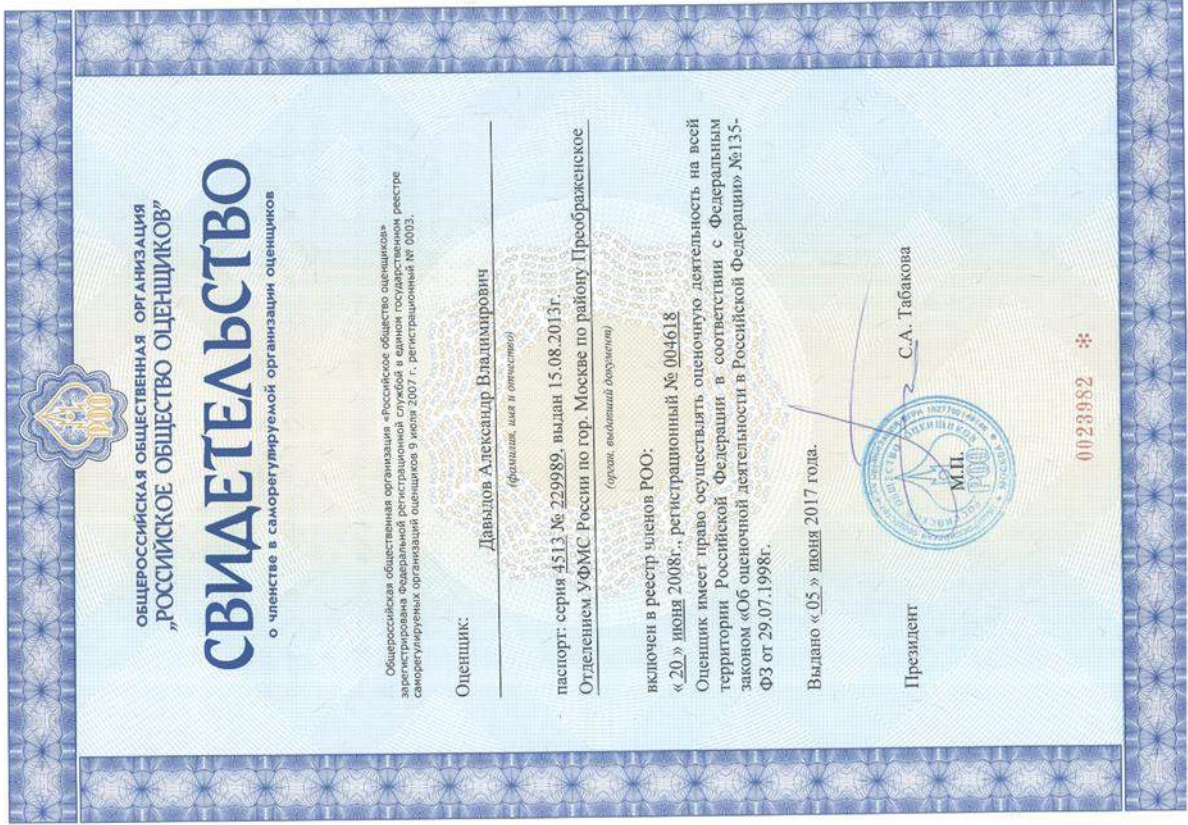 РОО
ОБЩЕРОССИЙСКАЯ ОБЩЕСТВЕННАЯ ОРГАНИЗАЦИЯ
„РОССИЙСКОЕ ОБЩЕСТВО ОЦЕНЩИКОВ”
СВИДЕТЕЛЬСТВО
о членстве в саморегулируемой организации оценщиков
Общероссийская общественная организация «Российское общество оценщиков»
зарегистрирована Федеральной регистрационной службой в едином государственном реестре
саморегулируемых организаций оценщиков 9 июля 2007 г. регистрационный № 0003.
Оценщик:
Давыдов Александр Владимирович
(фамилия, имя и отчество)
паспорт: серия 4513 № 229989, выдан 15.08.2013г.
Отделением УФМС России по гор. Москве по району Преображенское
(орган, выдавший документ)
включен в реестр членов РОО:
«20» июня 2008г., регистрационный № 004618
Оценщик имеет право осуществлять оценочную деятельность на всей
территории Российской Федерации в соответствии с Федеральным
законом «Об оценочной деятельности в Российской Федерации» №135-
ФЗ от 29.07.1998г.
Выдано «05» июня 2017 года.
Президент
С.А. Табакова
М.П.
РОО
0023982 *